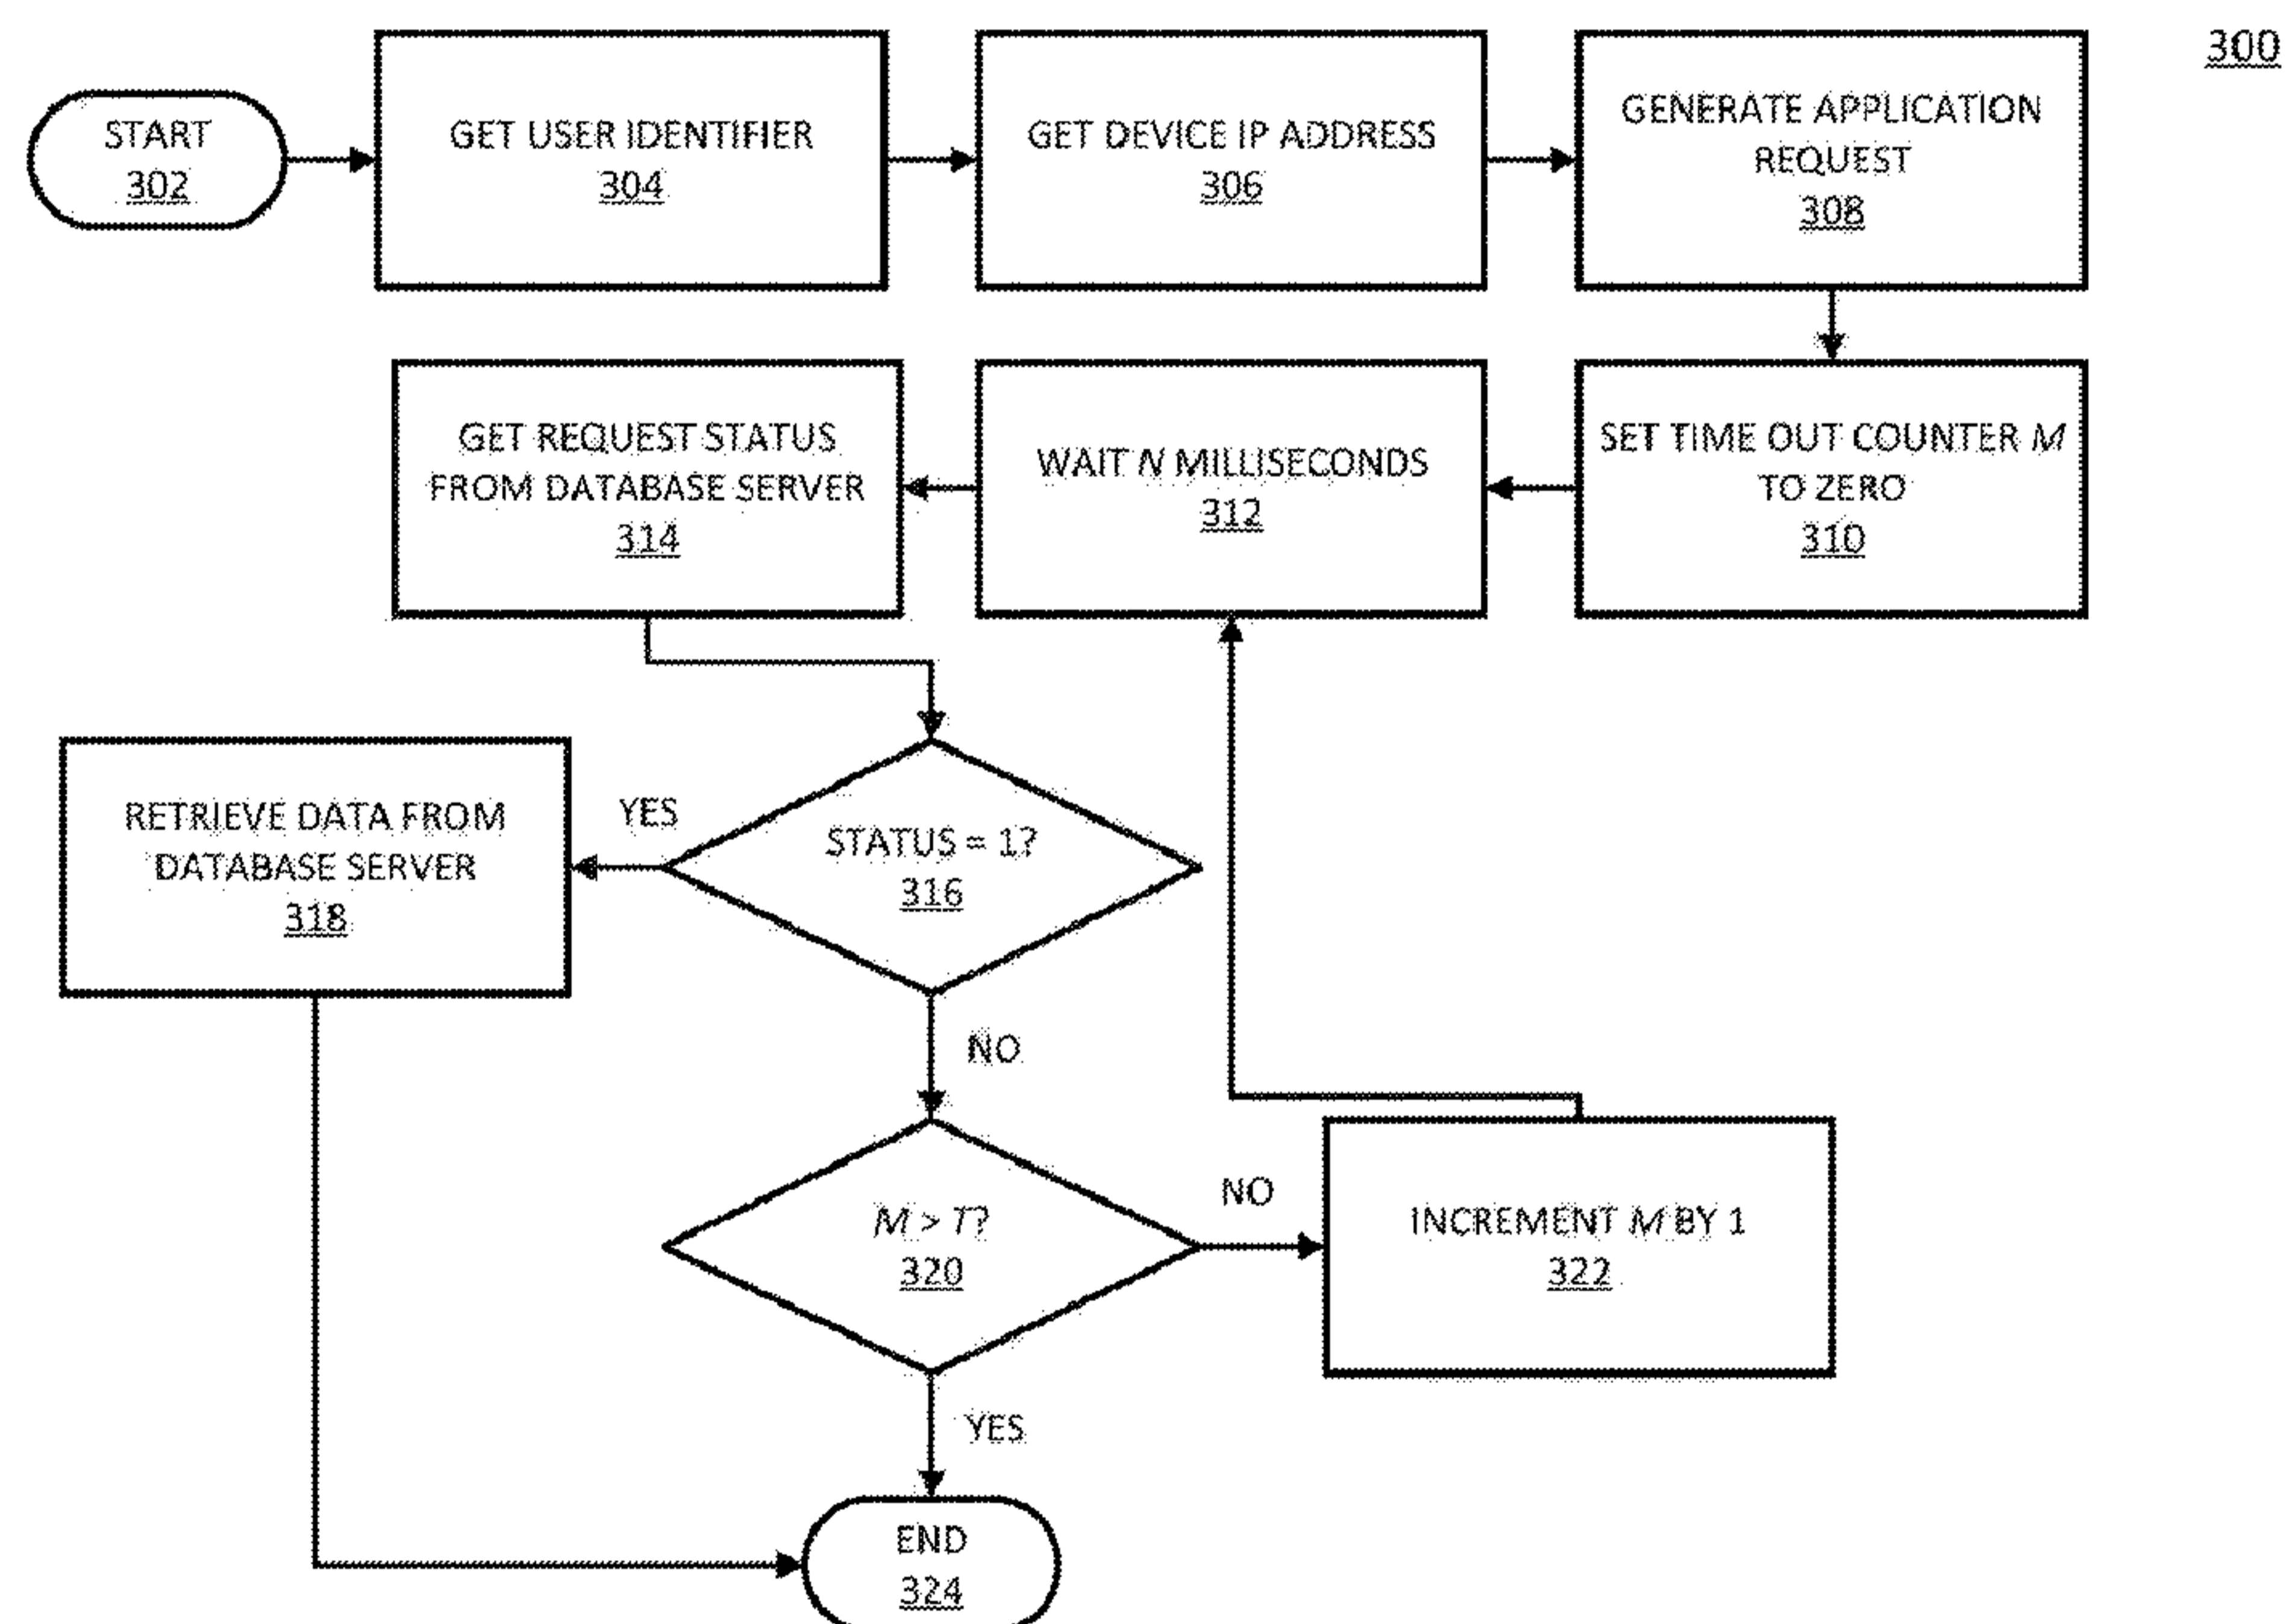 300
START
302
GET USER IDENTIFIER
304
GET DEVICE IP ADDRESS
306
GENERATE APPLICATION
REQUEST
308
SET TIME OUT COUNTER M
TO ZERO
310
WAIT N MILLISECONDS
312
GET REQUEST STATUS
FROM DATABASE SERVER
314
STATUS = 1?
316
YES
RETRIEVE DATA FROM
DATABASE SERVER
318
NO
M > T?
320
NO
INCREMENT M BY 1
322
YES
END
324